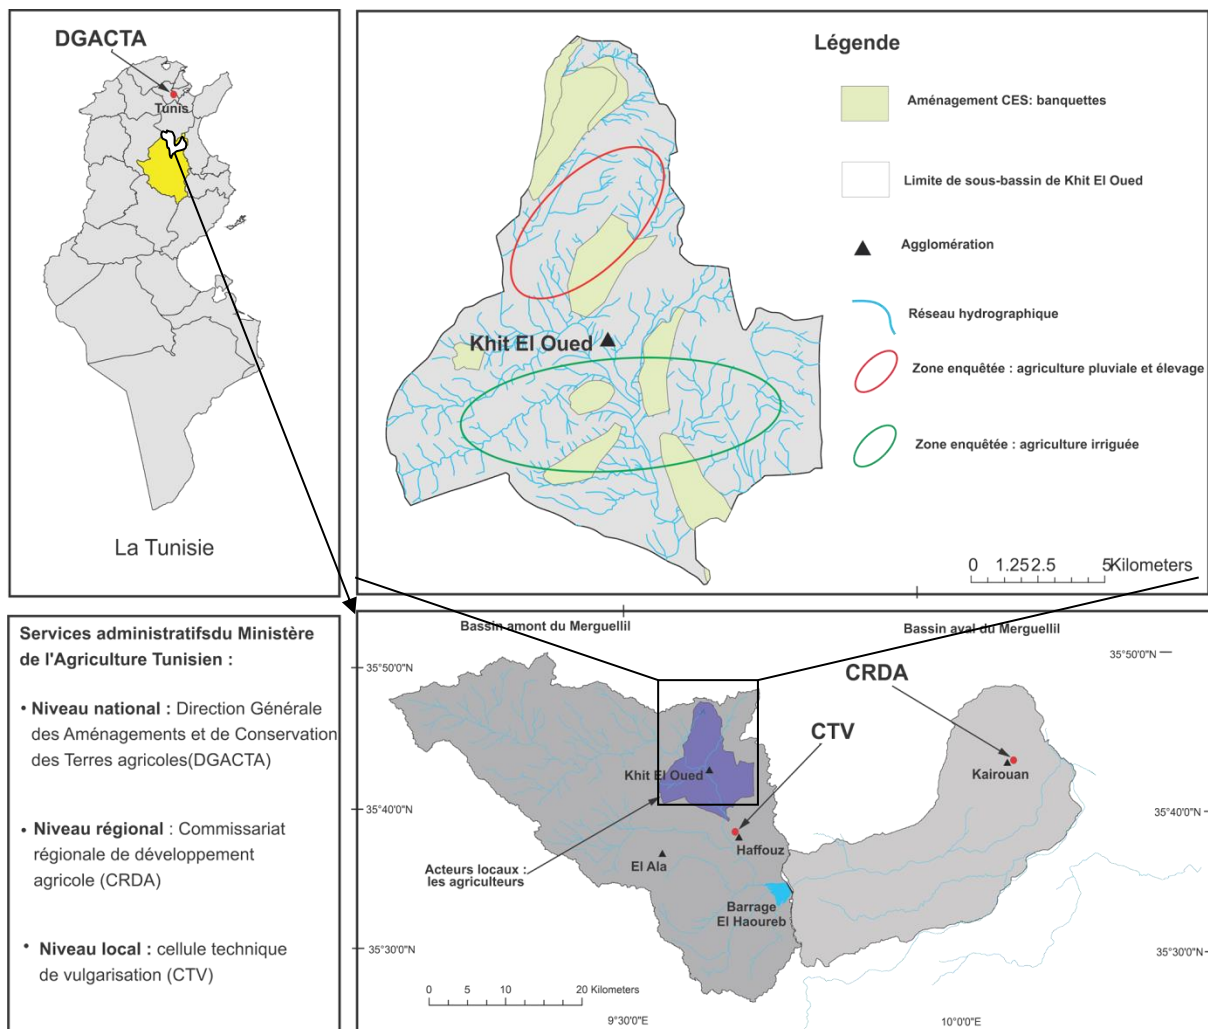 DGACTA
Tunis
La Tunisie
Légende
Aménagement CES: banquettes
Limite de sous-bassin de Khit El Oued
Agglomération
Réseau hydrographique
Zone enquêtée : agriculture pluviale et élevage
Zone enquêtée : agriculture irriguée
Khit El Oued
0 1.25 2.5 5 Kilometers
Services administratifsdu Ministère
de l'Agriculture Tunisien :
• Niveau national : Direction Générale
des Aménagements et de Conservation
des Terres agricoles(DGACTA)
• Niveau régional : Commissariat
régionale de développement
agricole (CRDA)
• Niveau local : cellule technique
de vulgarisation (CTV)
Bassin amont du Merguellil
Bassin aval du Merguellil
35°50'0"N
35°50'0"N
CRDA
CTV
Khit El Oued
Kairouan
35°40'0"N
35°40'0"N
Haffouz
El Ala
Acteurs locaux :
les agriculteurs
Barrage
El Haoureb
35°30'0"N
35°30'0"N
0 5 10 20 Kilometers
9°30'0"E
10°0'0"E